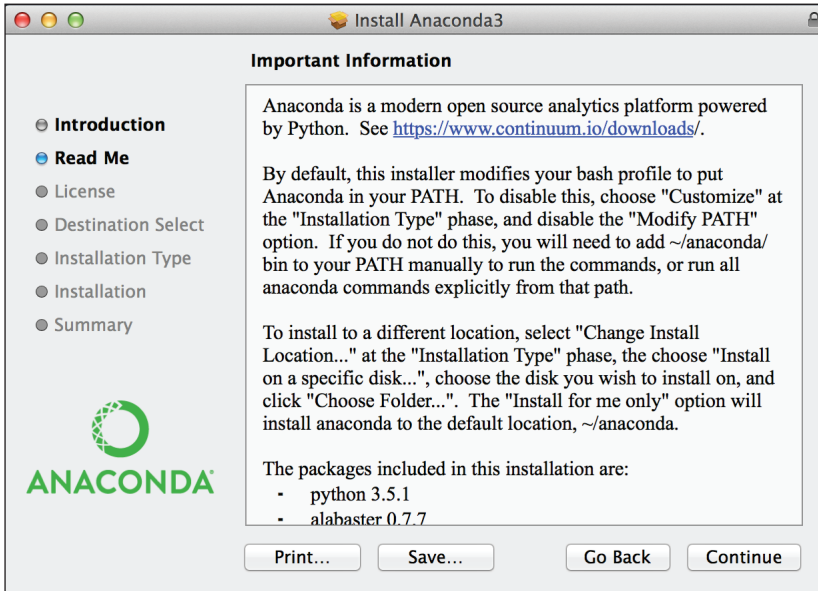 Install Anaconda3
Important Information
Introduction
Read Me
License
Destination Select
Installation Type
Installation
Summary
ANACONDA
Anaconda is a modern open source analytics platform powered
by Python. See https://www.continuum.io/downloads/.
By default, this installer modifies your bash profile to put
Anaconda in your PATH. To disable this, choose "Customize" at
the "Installation Type" phase, and disable the "Modify PATH"
option. If you do not do this, you will need to add ~/anaconda/
bin to your PATH manually to run the commands, or run all
anaconda commands explicitly from that path.
To install to a different location, select "Change Install
Location..." at the "Installation Type" phase, the choose "Install
on a specific disk...", choose the disk you wish to install on, and
click "Choose Folder...". The "Install for me only" option will
install anaconda to the default location, ~/anaconda.
The packages included in this installation are:
- python 3.5.1
- alabaster 0.7.7
Print... Save... Go Back Continue